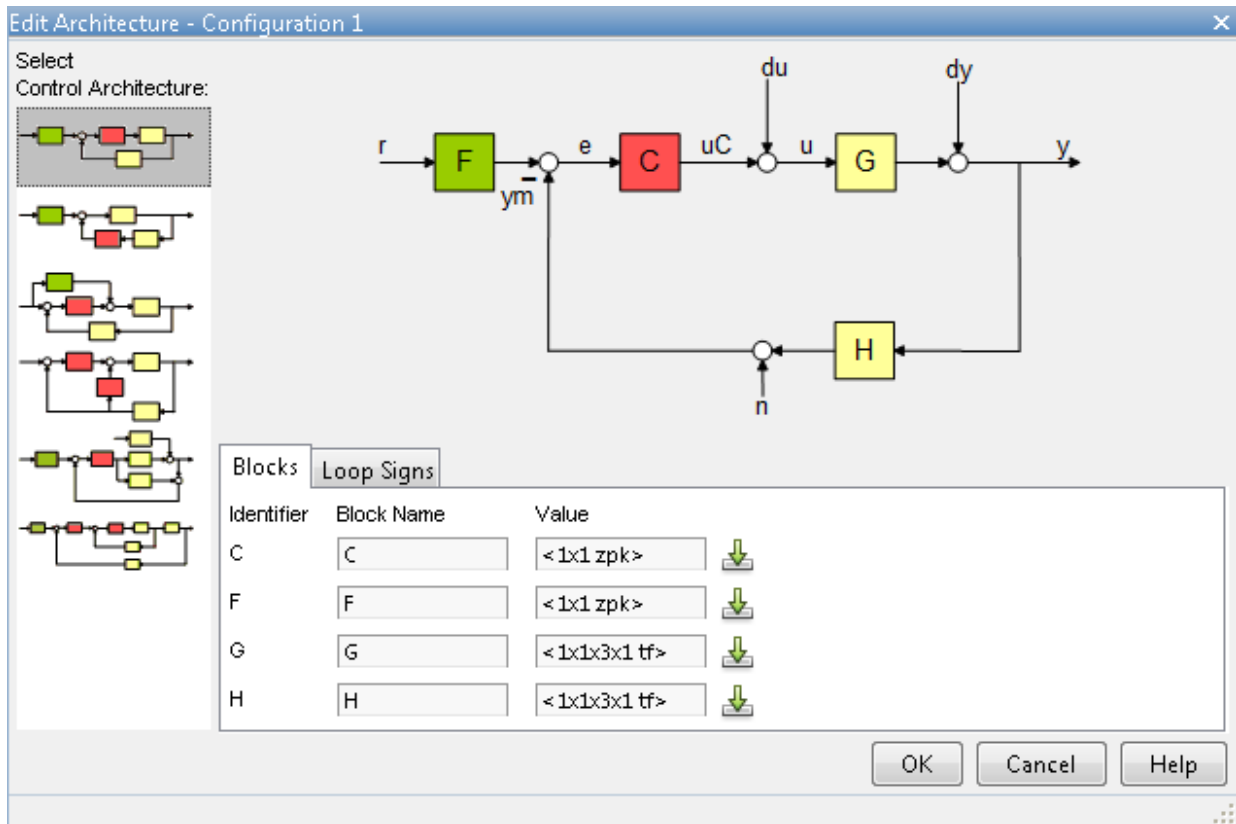 Edit Architecture - Configuration 1
Select
Control Architecture:
du
dy
r
F
e
C
uC
u
G
y
ym
H
n
Blocks
Loop Signs
Identifier Block Name Value
C C <1x1 zpk>
F F <1x1 zpk>
G G <1x1x3x1 tf>
H H <1x1x3x1 tf>
OK Cancel Help